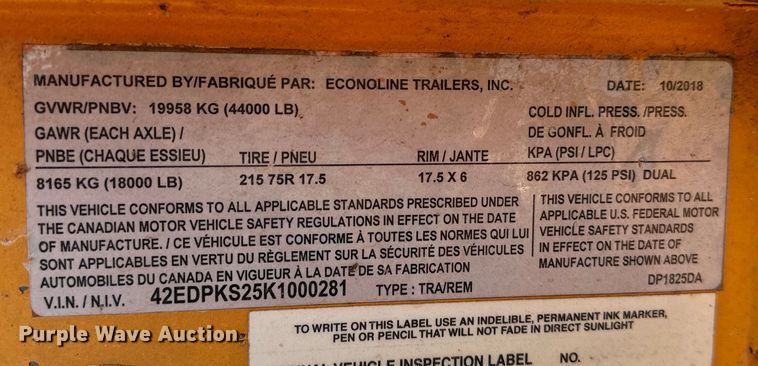 MANUFACTURED BY/FABRIQUÉ PAR: ECONOLINE TRAILERS, INC. DATE: 10/2018
GVWR/PNBV: 19958 KG (44000 LB) COLD INFL. PRESS. /PRESS.
GAWR (EACH AXLE) / DE GONFL. À FROID
PNBE (CHAQUE ESSIEU) TIRE / PNEU RIM / JANTE KPA (PSI / LPC)
8165 KG (18000 LB) 215 75R 17.5 17.5 X 6 862 KPA (125 PSI) DUAL
THIS VEHICLE CONFORMS TO ALL APPLICABLE STANDARDS PRESCRIBED UNDER
THE CANADIAN MOTOR VEHICLE SAFETY REGULATIONS IN EFFECT ON THE DATE
OF MANUFACTURE. / CE VÉHICULE EST CONFORME À TOUTES LES NORMES QUI LUI
SONT APPLICABLES EN VERTU DU RÈGLEMENT SUR LA SÉCURITÉ DES VÉHICULES
AUTOMOBILES DU CANADA EN VIGUEUR À LA DATE DE SA FABRICATION
THIS VEHICLE CONFORMS TO ALL
APPLICABLE U.S. FEDERAL MOTOR
VEHICLE SAFETY STANDARDS
IN EFFECT ON THE DATE OF
MANUFACTURE SHOWN ABOVE
V.I.N. / N.I.V. 42EDPKS25K1000281 TYPE : TRA/REM DP1825DA
TO WRITE ON THIS LABEL USE AN INDELIBLE, PERMANENT INK MARKER,
PEN OR PENCIL THAT WILL NOT FADE IN DIRECT SUNLIGHT
VEHICLE INSPECTION LABEL NO.
Purple Wave Auction